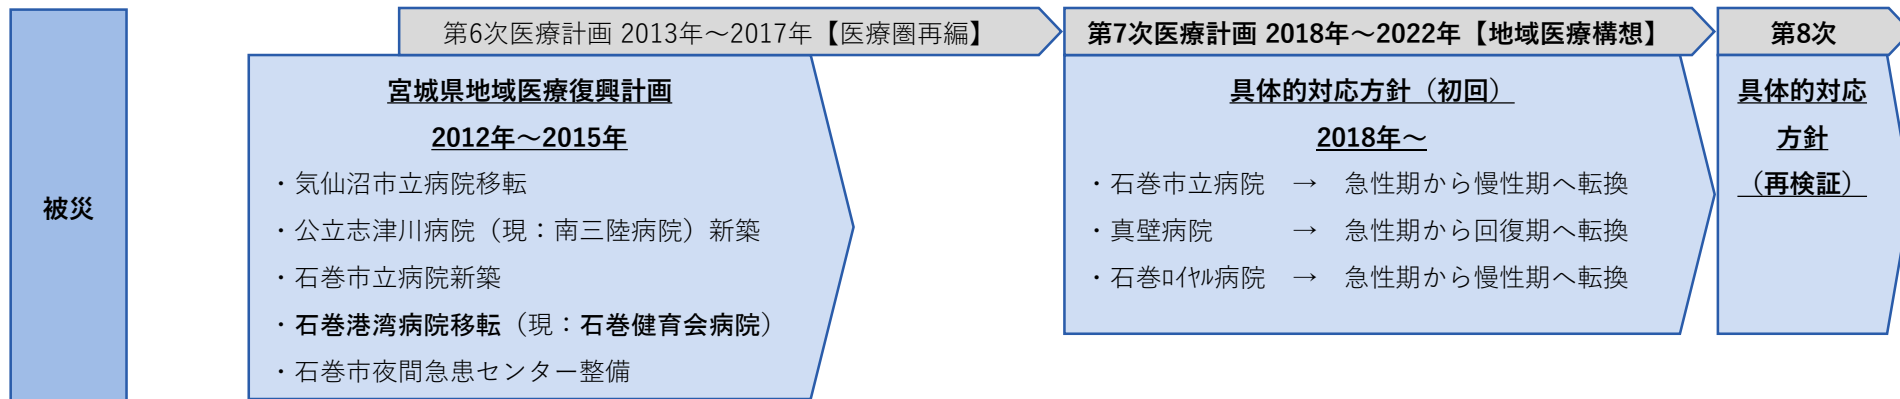 被災
第6次医療計画 2013年～2017年【医療圏再編】
宮城県地域医療復興計画
2012年～2015年
・気仙沼市立病院移転
・公立志津川病院（現：南三陸病院）新築
・石巻市立病院新築
・石巻港湾病院移転（現：石巻健育会病院）
・石巻市夜間急患センター整備
第7次医療計画 2018年～2022年【地域医療構想】
具体的対応方針（初回）
2018年～
・石巻市立病院 → 急性期から慢性期へ転換
・真壁病院 → 急性期から回復期へ転換
・石巻ﾛｲﾔﾙ病院 → 急性期から慢性期へ転換
第8次
具体的対応
方針
（再検証）